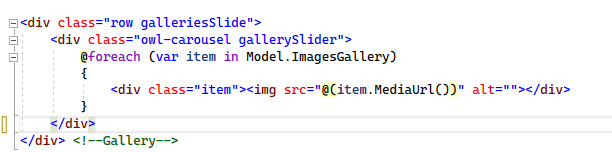 <div class="row galleriesSlide">
<div class="owl-carousel gallerySlider">
@foreach (var item in Model.ImagesGallery)
{
<div class="item"><img src="@(item.MediaUrl())" alt=""></div>
}
</div>
</div> <!--Gallery-->